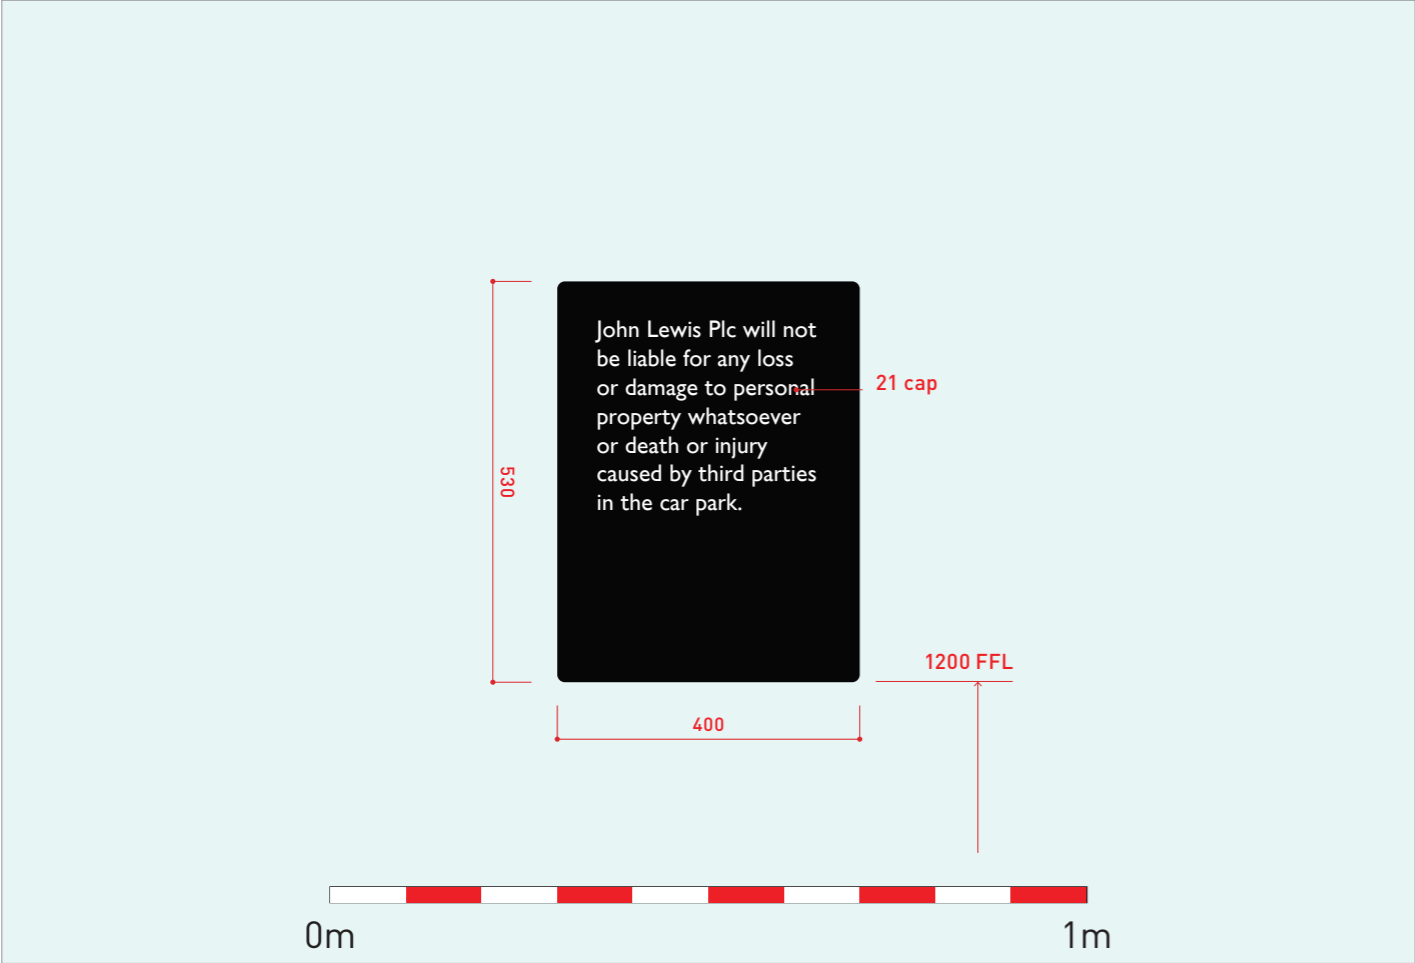 John Lewis Plc will not
be liable for any loss
or damage to personal
property whatsoever
or death or injury
caused by third parties
in the car park.
21 cap
530
1200 FFL
400
0m
1m